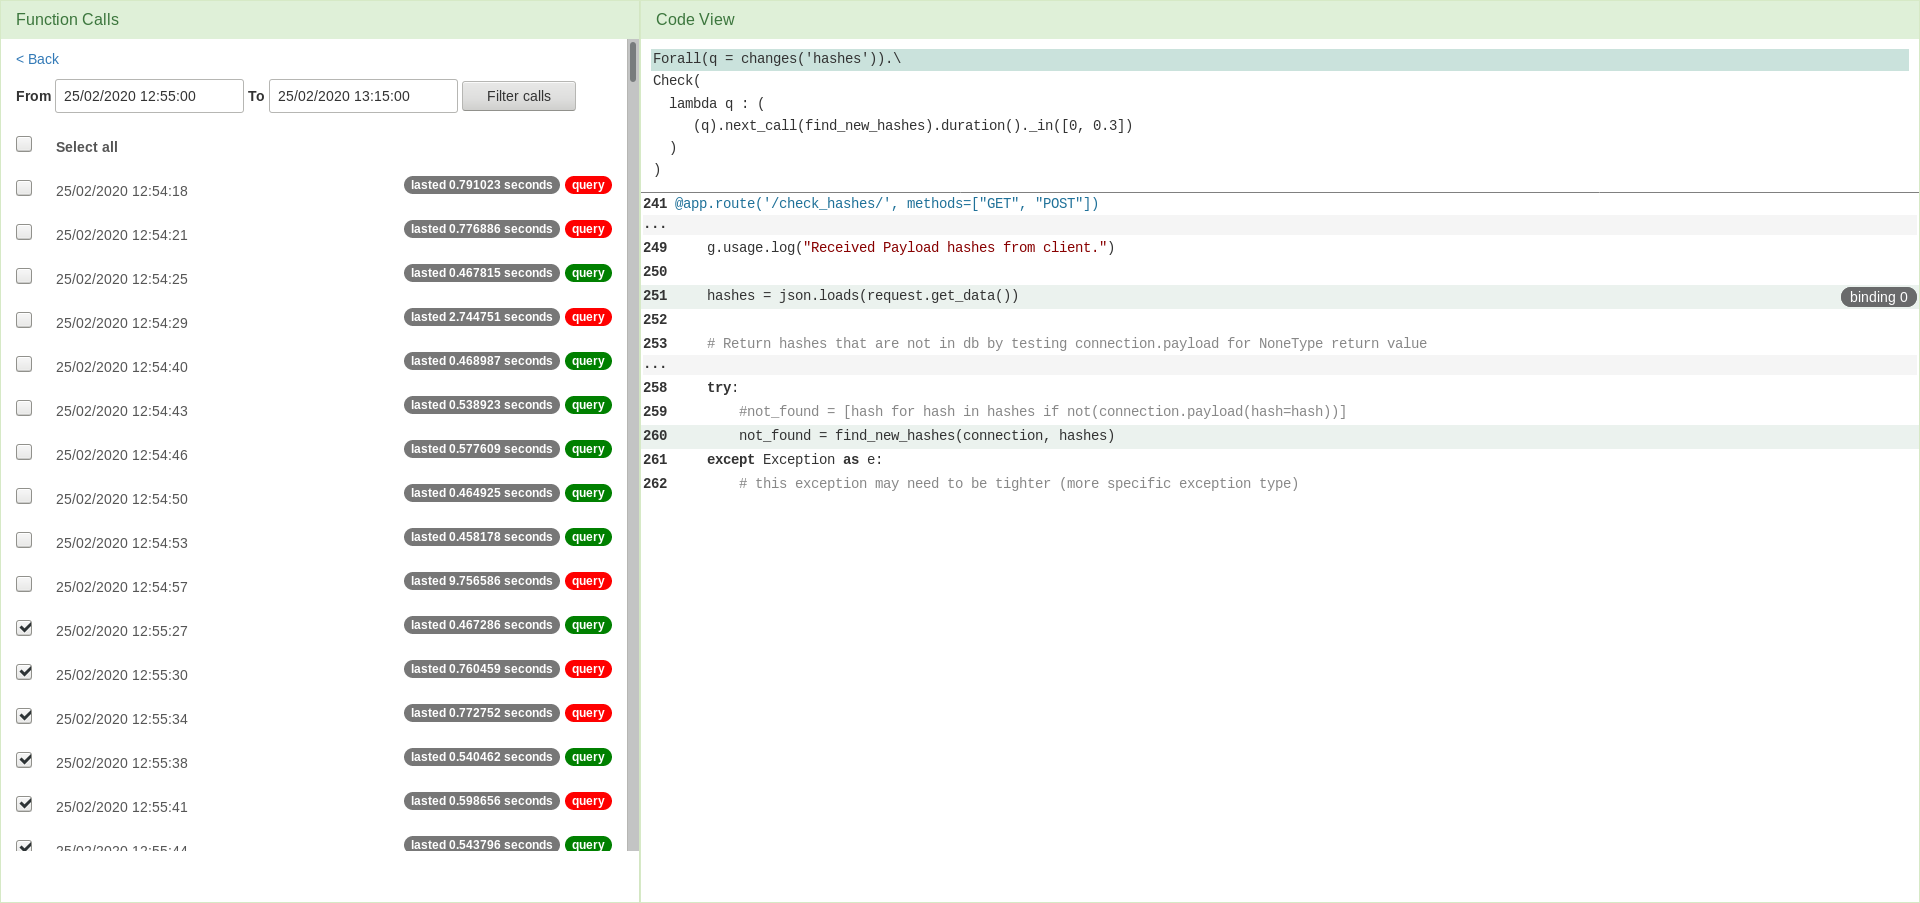 Function Calls
< Back
From 25/02/2020 12:55:00 To 25/02/2020 13:15:00 Filter calls
Select all
25/02/2020 12:54:18 lasted 0.791023 seconds query
25/02/2020 12:54:21 lasted 0.776886 seconds query
25/02/2020 12:54:25 lasted 0.467815 seconds query
25/02/2020 12:54:29 lasted 2.744751 seconds query
25/02/2020 12:54:40 lasted 0.468987 seconds query
25/02/2020 12:54:43 lasted 0.538923 seconds query
25/02/2020 12:54:46 lasted 0.577609 seconds query
25/02/2020 12:54:50 lasted 0.464925 seconds query
25/02/2020 12:54:53 lasted 0.458178 seconds query
25/02/2020 12:54:57 lasted 9.756586 seconds query
25/02/2020 12:55:27 lasted 0.467286 seconds query
25/02/2020 12:55:30 lasted 0.760459 seconds query
25/02/2020 12:55:34 lasted 0.772752 seconds query
25/02/2020 12:55:38 lasted 0.540462 seconds query
25/02/2020 12:55:41 lasted 0.598656 seconds query
25/02/2020 12:55:44 lasted 0.543796 seconds query
Code View
Forall(q = changes('hashes')).\
Check(
  lambda q : (
     (q).next_call(find_new_hashes).duration()._in([0, 0.3])
  )
)
241 @app.route('/check_hashes/', methods=["GET", "POST"])
...
249     g.usage.log("Received Payload hashes from client.")
250
251     hashes = json.loads(request.get_data()) binding 0
252
253     # Return hashes that are not in db by testing connection.payload for NoneType return value
...
258     try:
259         #not_found = [hash for hash in hashes if not(connection.payload(hash=hash))]
260         not_found = find_new_hashes(connection, hashes)
261     except Exception as e:
262         # this exception may need to be tighter (more specific exception type)